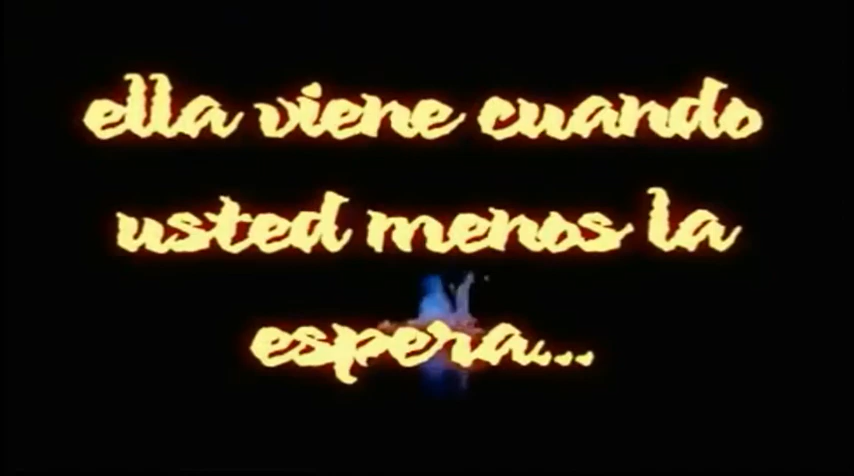 ella viene cuando
usted menos la
espera...